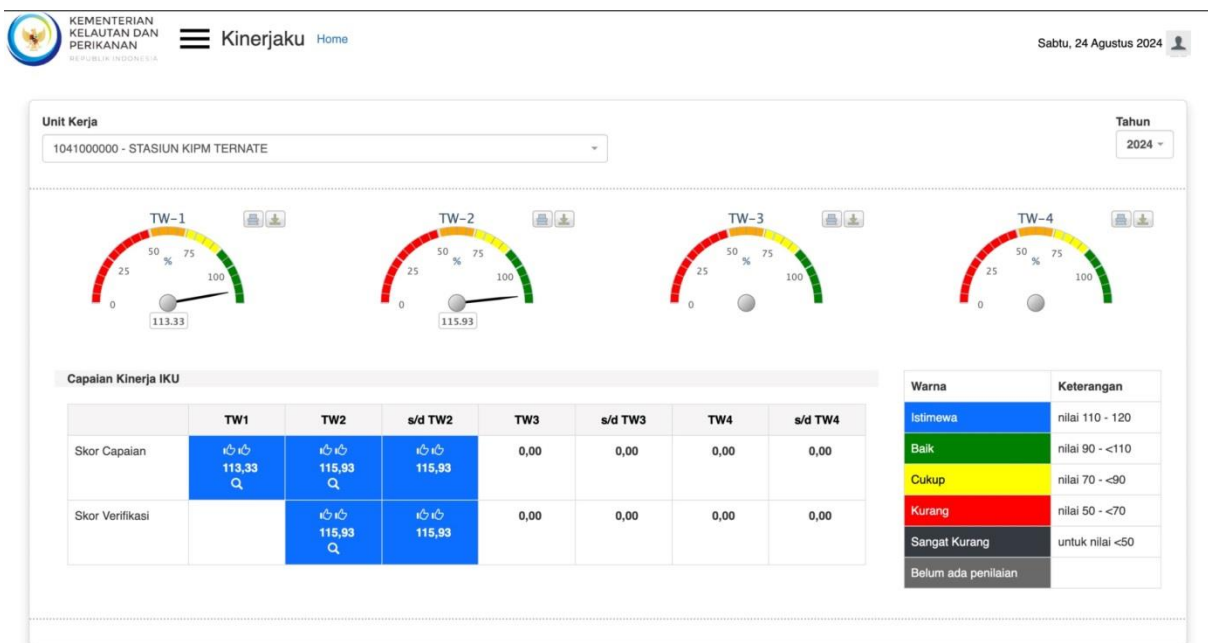 KEMENTERIAN
KELAUTAN DAN
PERIKANAN
REPUBLIK INDONESIA
Kinerjaku Home
Sabtu, 24 Agustus 2024
Unit Kerja
Tahun
1041000000 - STASIUN KIPM TERNATE
2024
TW-1
0 25 50 75 100
%
113.33
TW-2
0 25 50 75 100
%
115.93
TW-3
0 25 50 75 100
%
TW-4
0 25 50 75 100
%
Capaian Kinerja IKU
TW1 TW2 s/d TW2 TW3 s/d TW3 TW4 s/d TW4
Skor Capaian 113,33 115,93 115,93 0,00 0,00 0,00 0,00
Skor Verifikasi 115,93 115,93 0,00 0,00 0,00 0,00
Warna Keterangan
Istimewa nilai 110 - 120
Baik nilai 90 - <110
Cukup nilai 70 - <90
Kurang nilai 50 - <70
Sangat Kurang untuk nilai <50
Belum ada penilaian